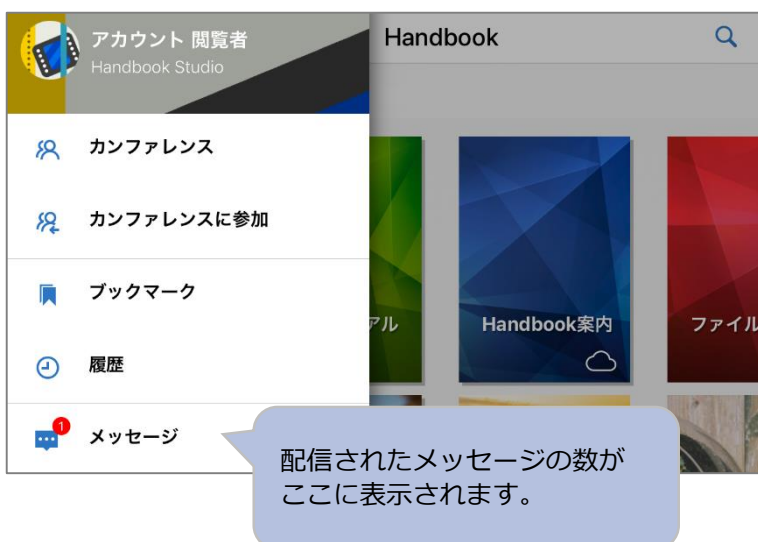 アカウント 閲覧者
Handbook Studio
カンファレンス
カンファレンスに参加
ブックマーク
履歴
1
メッセージ
Handbook
アル
Handbook案内
ファイル
配信されたメッセージの数が
ここに表示されます。